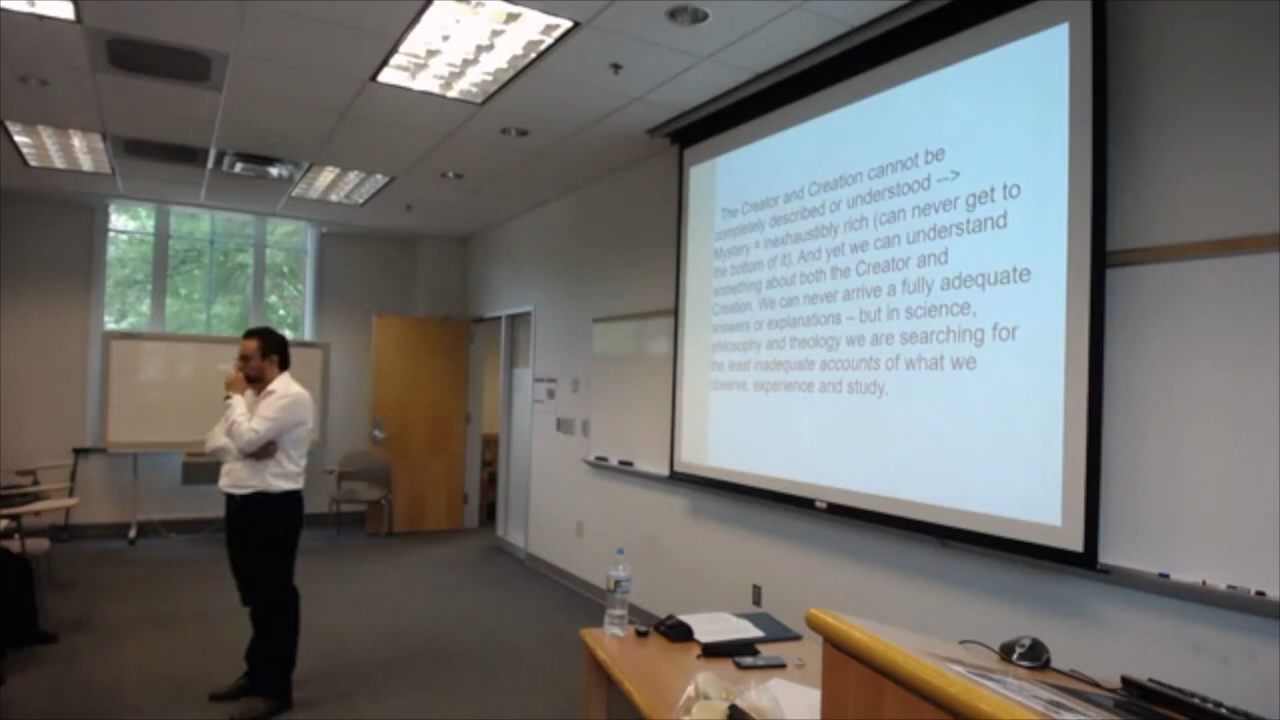 The Creator and Creation cannot be
completely described or understood -->
Mystery = Inexhaustibly rich (can never get to
the bottom of it). And yet we can understand
something about both the Creator and
Creation. We can never arrive a fully adequate
answers or explanations – but in science,
philosophy and theology we are searching for
the least inadequate accounts of what we
observe, experience and study.